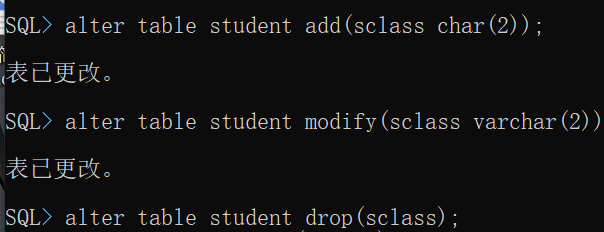 SQL> alter table student add(sclass char(2));
表已更改。
SQL> alter table student modify(sclass varchar(2))
表已更改。
SQL> alter table student drop(sclass);